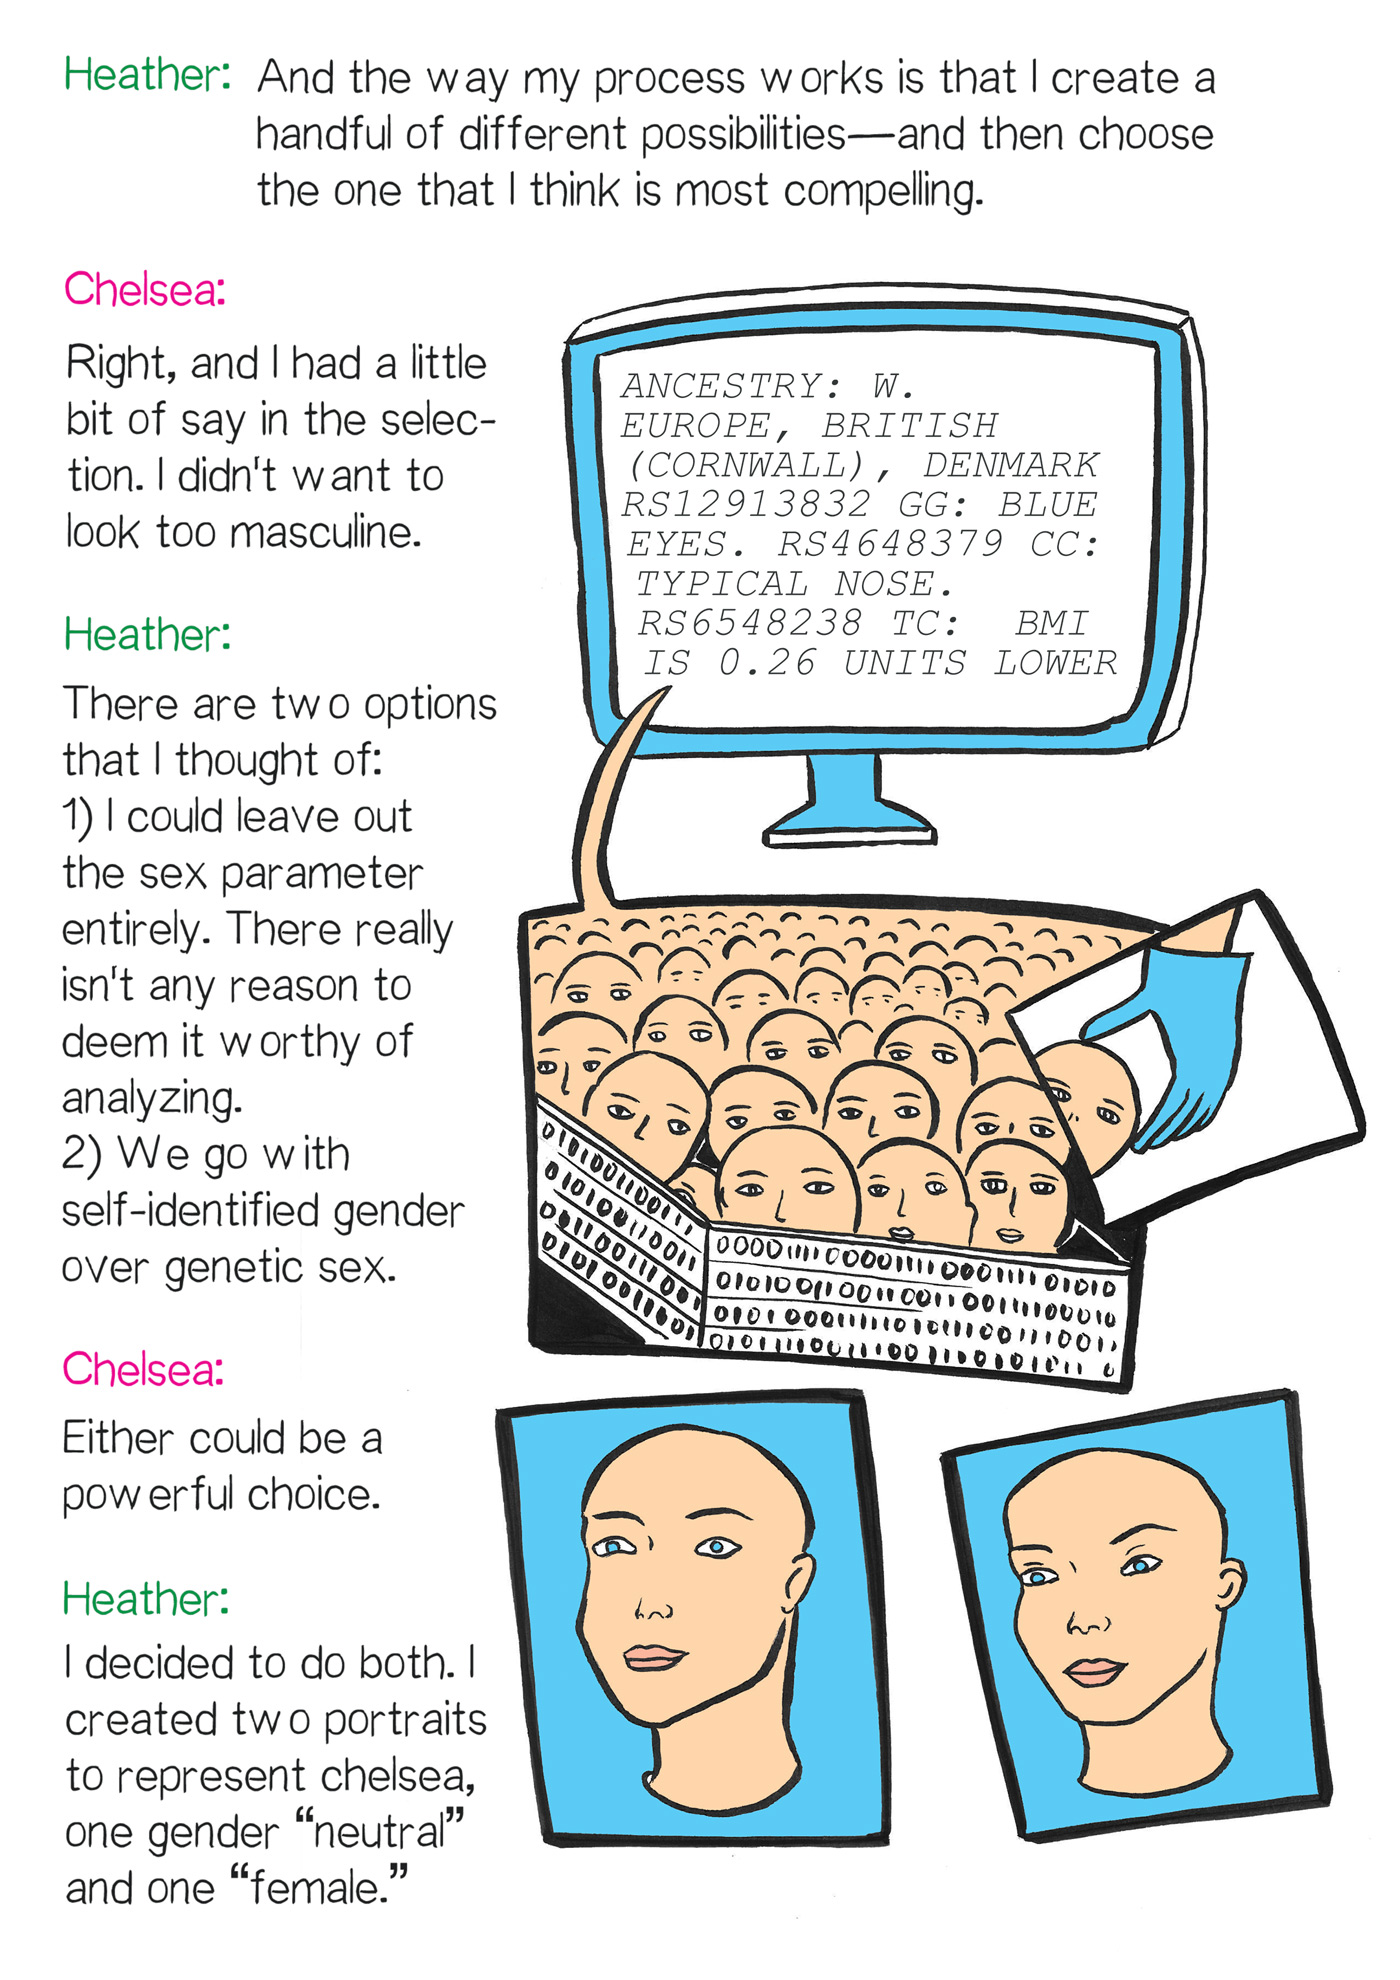 Heather: And the way my process works is that I create a
handful of different possibilities—and then choose
the one that I think is most compelling.
Chelsea:
Right, and I had a little
bit of say in the selec-
tion. I didn't want to
look too masculine.
Heather:
There are two options
that I thought of:
1) I could leave out
the sex parameter
entirely. There really
isn't any reason to
deem it worthy of
analyzing.
2) We go with
self-identified gender
over genetic sex.
Chelsea:
Either could be a
powerful choice.
Heather:
I decided to do both. I
created two portraits
to represent chelsea,
one gender “neutral”
and one “female.”
ANCESTRY: W.
EUROPE, BRITISH
(CORNWALL), DENMARK
RS12913832 GG: BLUE
EYES. RS4648379 CC:
TYPICAL NOSE.
RS6548238 TC: BMI
IS 0.26 UNITS LOWER